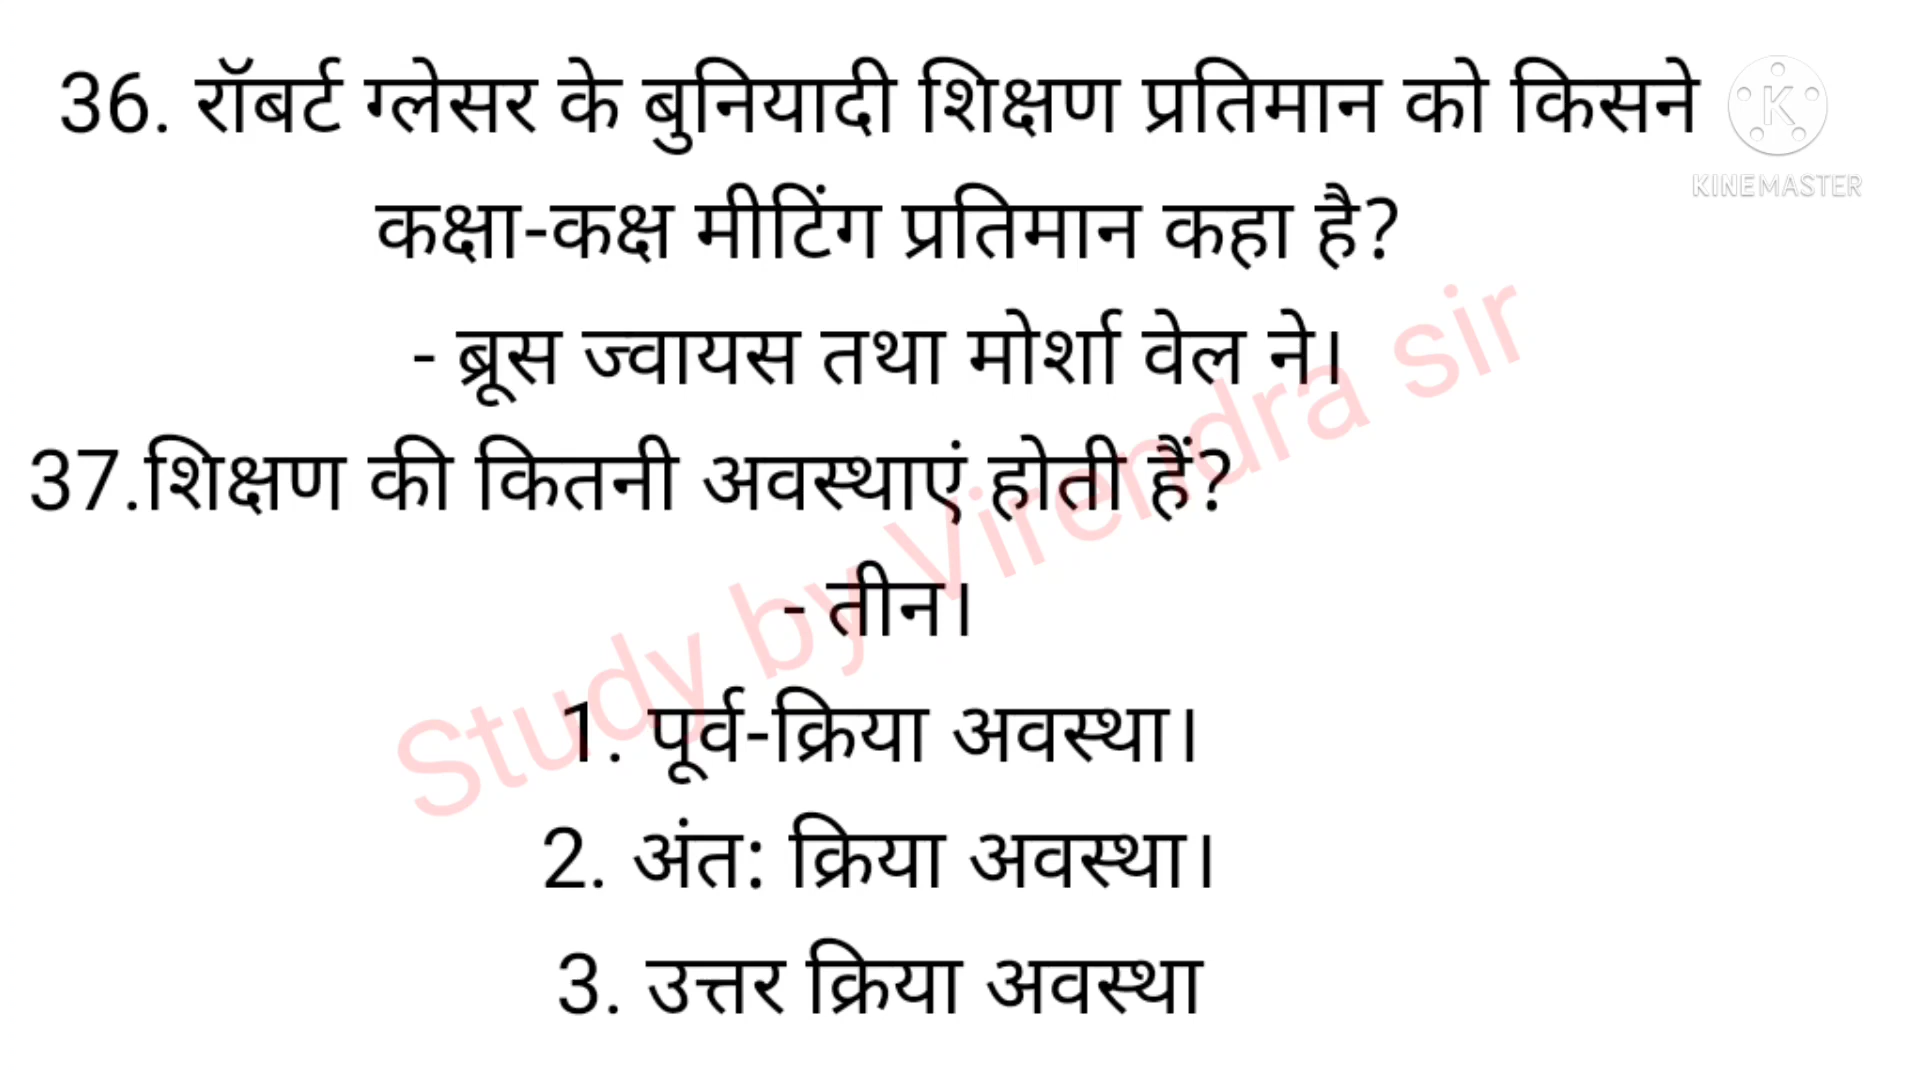 36. रॉबर्ट ग्लेसर के बुनियादी शिक्षण प्रतिमान को किसने
कक्षा-कक्ष मीटिंग प्रतिमान कहा है?
- ब्रूस ज्वायस तथा मोर्शा वेल ने।
37.शिक्षण की कितनी अवस्थाएं होती हैं?
- तीन।
1. पूर्व-क्रिया अवस्था।
2. अंत: क्रिया अवस्था।
3. उत्तर क्रिया अवस्था
Study by Virendra sir
K
KINEMASTER